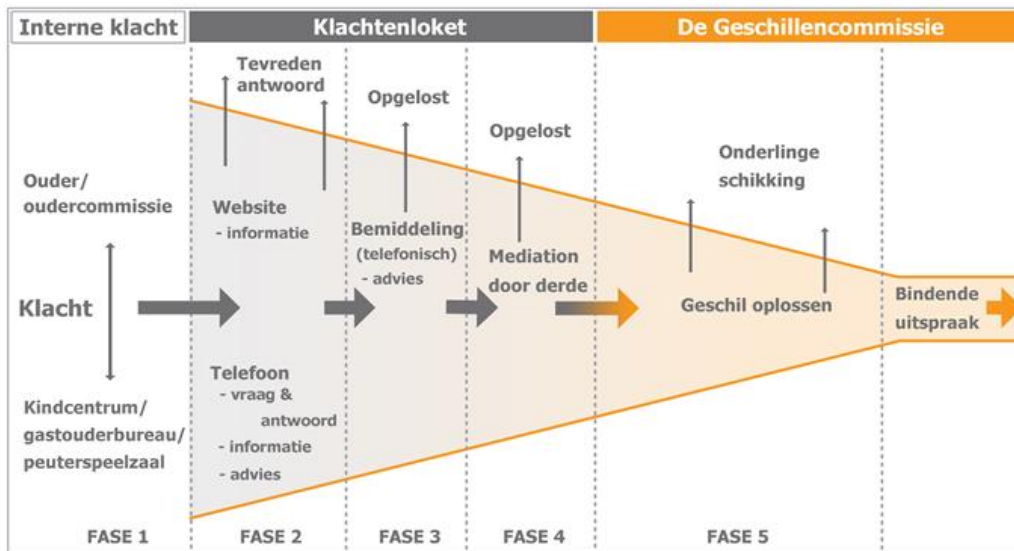 Interne klacht
Klachtenloket
De Geschillencommissie
Ouder/
oudercommissie
Klacht
Kindcentrum/
gastouderbureau/
peuterspeelzaal
FASE 1
Tevreden
antwoord
Website
- informatie
Telefoon
- vraag &
antwoord
- informatie
- advies
FASE 2
Opgelost
Bemiddeling
(telefonisch)
- advies
FASE 3
Opgelost
Mediation
door derde
FASE 4
Onderlinge
schikking
Geschil oplossen
FASE 5
Bindende
uitspraak